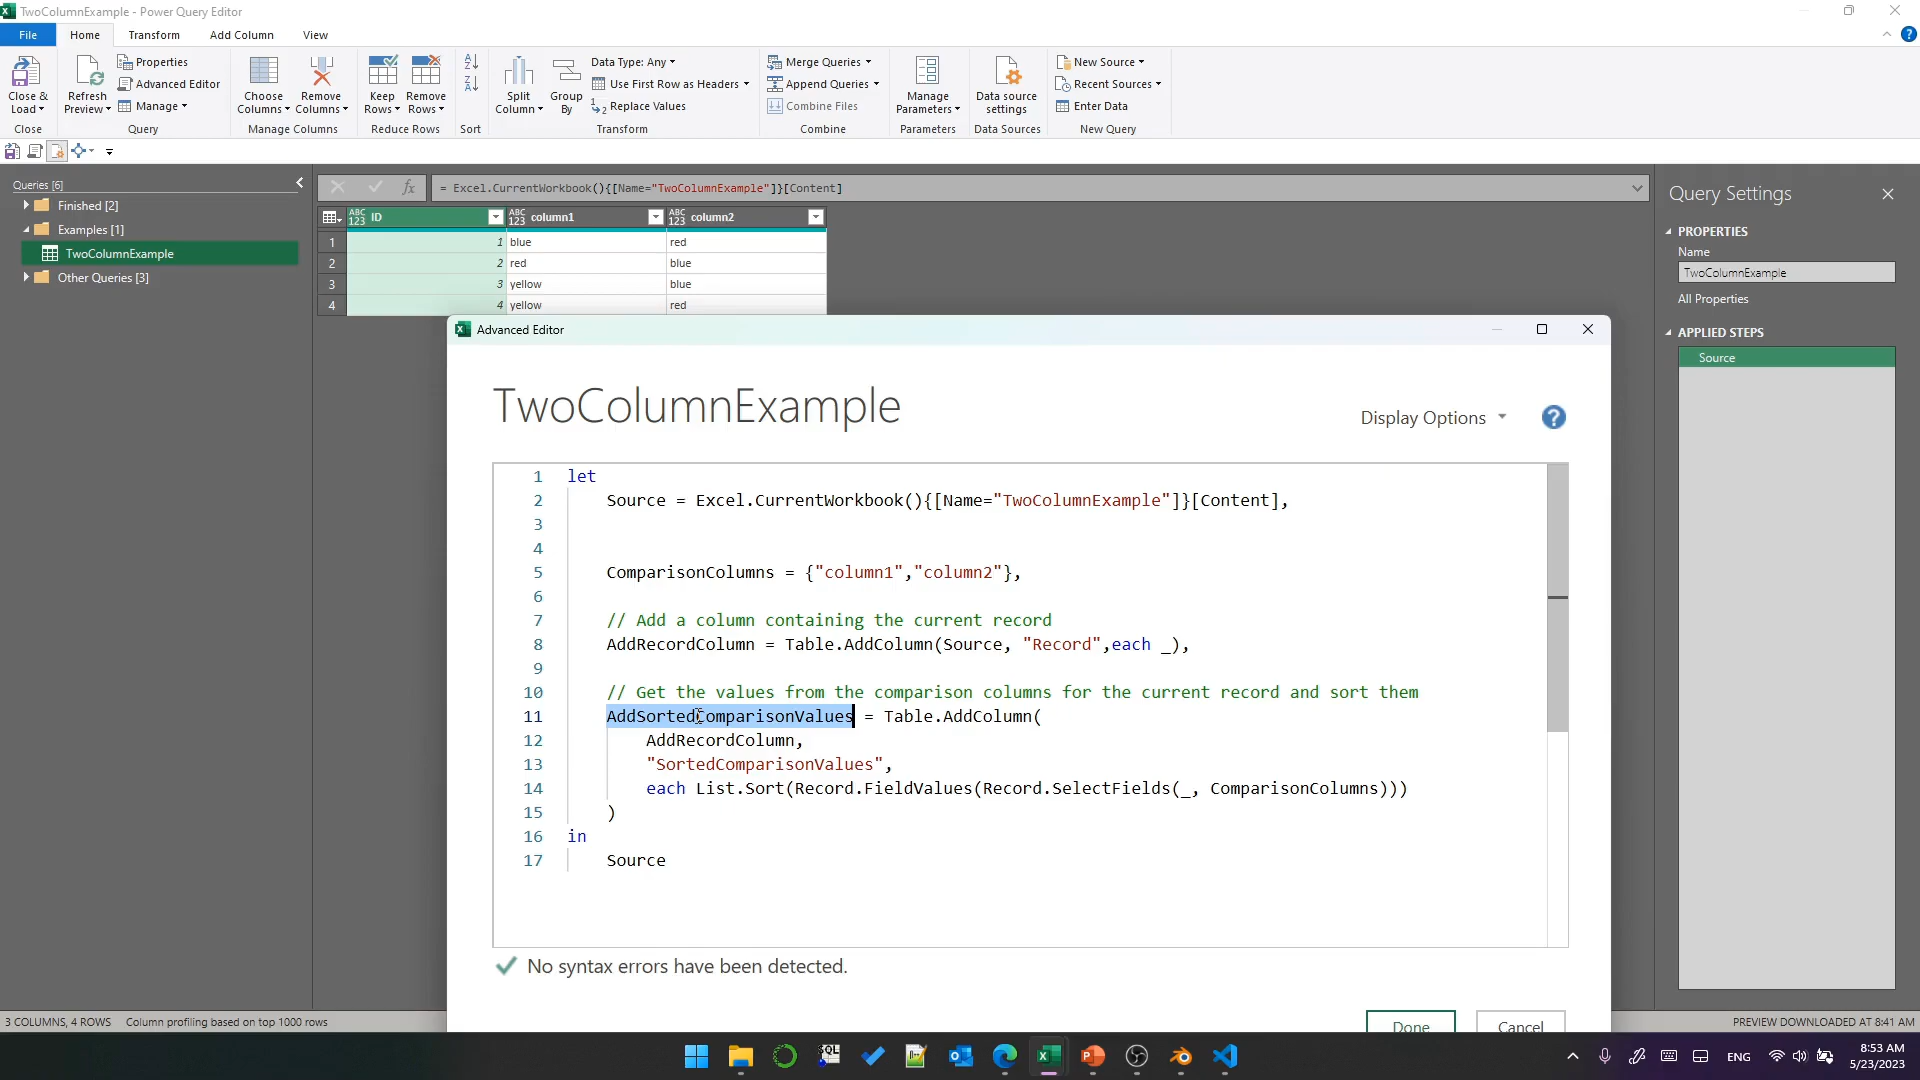 TwoColumnExample - Power Query Editor
File Home Transform Add Column View
Close & Load
Close
Refresh Preview
Properties
Advanced Editor
Manage
Query
Choose Columns
Remove Columns
Manage Columns
Keep Rows
Remove Rows
Reduce Rows
Sort
Split Column
Group By
Data Type: Any
Use First Row as Headers
Replace Values
Transform
Merge Queries
Append Queries
Combine Files
Combine
Manage Parameters
Parameters
Data source settings
Data Sources
New Source
Recent Sources
Enter Data
New Query
Queries [6]
Finished [2]
Examples [1]
TwoColumnExample
Other Queries [3]
fx = Excel.CurrentWorkbook(){[Name="TwoColumnExample"]}[Content]
ABC 123 ID ABC 123 column1 ABC 123 column2
1 1 blue red
2 2 red blue
3 3 yellow blue
4 4 yellow red
Query Settings
PROPERTIES
Name
TwoColumnExample
All Properties
APPLIED STEPS
Source
Advanced Editor
TwoColumnExample
Display Options
1 let
2 Source = Excel.CurrentWorkbook(){[Name="TwoColumnExample"]}[Content],
3
4
5 ComparisonColumns = {"column1","column2"},
6
7 // Add a column containing the current record
8 AddRecordColumn = Table.AddColumn(Source, "Record",each _),
9
10 // Get the values from the comparison columns for the current record and sort them
11 AddSortedComparisonValues = Table.AddColumn(
12 AddRecordColumn,
13 "SortedComparisonValues",
14 each List.Sort(Record.FieldValues(Record.SelectFields(_, ComparisonColumns)))
15 )
16 in
17 Source
No syntax errors have been detected.
Done Cancel
3 COLUMNS, 4 ROWS Column profiling based on top 1000 rows
PREVIEW DOWNLOADED AT 8:41 AM
ENG
8:53 AM
5/23/2023